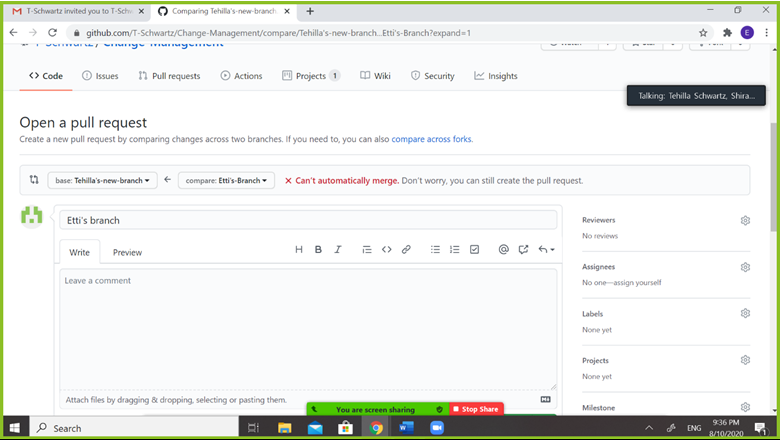 T-Schwartz invited you to T-Schw
Comparing Tehilla's-new-branch
github.com/T-Schwartz/Change-Management/compare/Tehilla's-new-branch...Etti's-Branch?expand=1
E
T-Schwartz / Change-Management
Code
Issues
Pull requests
Actions
Projects 1
Wiki
Security
Insights
Talking: Tehilla Schwartz, Shira...
Open a pull request
Create a new pull request by comparing changes across two branches. If you need to, you can also compare across forks.
base: Tehilla's-new-branch
compare: Etti's-Branch
Can't automatically merge. Don't worry, you can still create the pull request.
Etti's branch
Write
Preview
Leave a comment
Attach files by dragging & dropping, selecting or pasting them.
Reviewers
No reviews
Assignees
No one—assign yourself
Labels
None yet
Projects
None yet
Milestone
You are screen sharing
Stop Share
Search
ENG
9:36 PM
8/10/2020